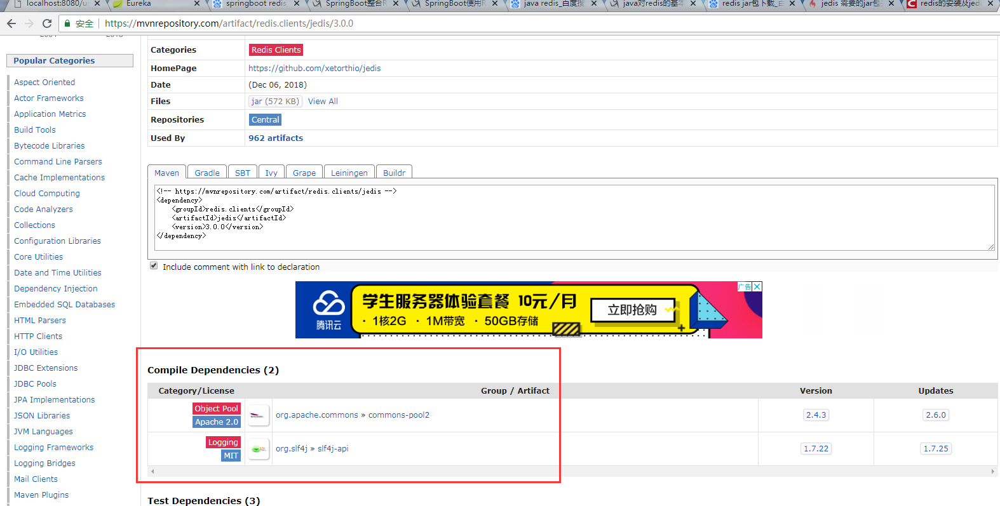 localhost:8080/u
Eureka
springboot redis_
SpringBoot整合R
SpringBoot使用R
java redis_百度搜
java对redis的基本
redis jar包下载_百
jedis 需要的jar包
redis的安装及jedi
安全
https://mvnrepository.com/artifact/redis.clients/jedis/3.0.0
Popular Categories
Aspect Oriented
Actor Frameworks
Application Metrics
Build Tools
Bytecode Libraries
Command Line Parsers
Cache Implementations
Cloud Computing
Code Analyzers
Collections
Configuration Libraries
Core Utilities
Date and Time Utilities
Dependency Injection
Embedded SQL Databases
HTML Parsers
HTTP Clients
I/O Utilities
JDBC Extensions
JDBC Pools
JPA Implementations
JSON Libraries
JVM Languages
Logging Frameworks
Logging Bridges
Mail Clients
Maven Plugins
Categories Redis Clients
HomePage https://github.com/xetorthio/jedis
Date (Dec 06, 2018)
Files jar (572 KB) View All
Repositories Central
Used By 962 artifacts
Maven Gradle SBT Ivy Grape Leiningen Buildr
<!-- https://mvnrepository.com/artifact/redis.clients/jedis -->
<dependency>
<groupId>redis.clients</groupId>
<artifactId>jedis</artifactId>
<version>3.0.0</version>
</dependency>
Include comment with link to declaration
腾讯云
学生服务器体验套餐 10元/月
· 1核2G · 1M带宽 · 50GB存储
立即抢购
广告
Compile Dependencies (2)
Category/License Group / Artifact Version Updates
Object Pool
Apache 2.0
org.apache.commons » commons-pool2 2.4.3 2.6.0
Logging
MIT
org.slf4j » slf4j-api 1.7.22 1.7.25
Test Dependencies (3)